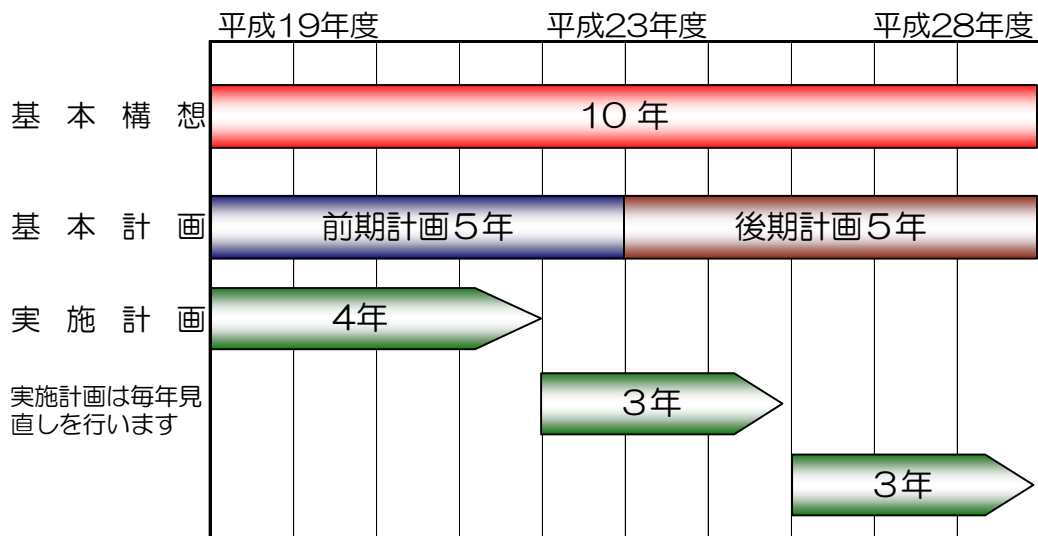 平成19年度 平成23年度 平成28年度
基本構想 10年
基本計画 前期計画5年 後期計画5年
実施計画 4年
実施計画は毎年見
直しを行います
3年
3年